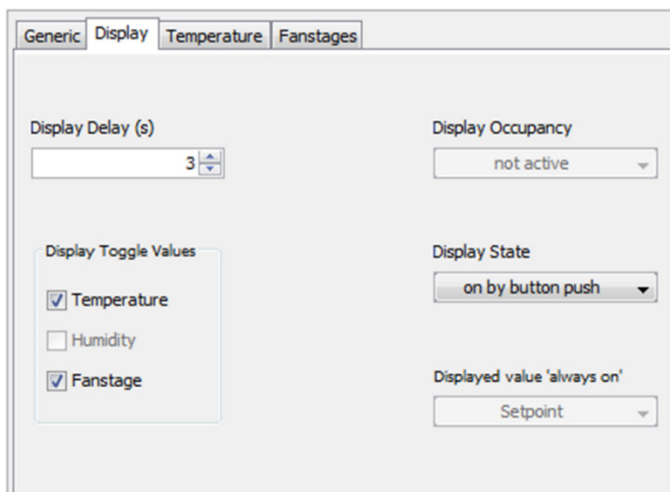 Generic Display Temperature Fanstages
Display Delay (s)
3
Display Occupancy
not active
Display Toggle Values
Temperature
Humidity
Fanstage
Display State
on by button push
Displayed value 'always on'
Setpoint